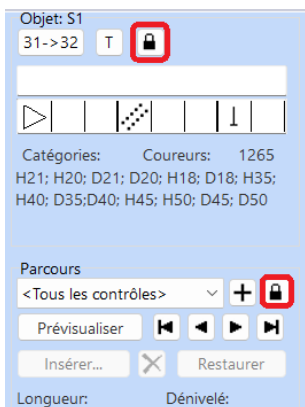 Objet: S1
31->32 T
Catégories: Coureurs: 1265
H21; H20; D21; D20; H18; D18; H35;
H40; D35;D40; H45; H50; D45; D50
Parcours
<Tous les contrôles>
Prévisualiser
Insérer... Restaurer
Longueur: Dénivelé: